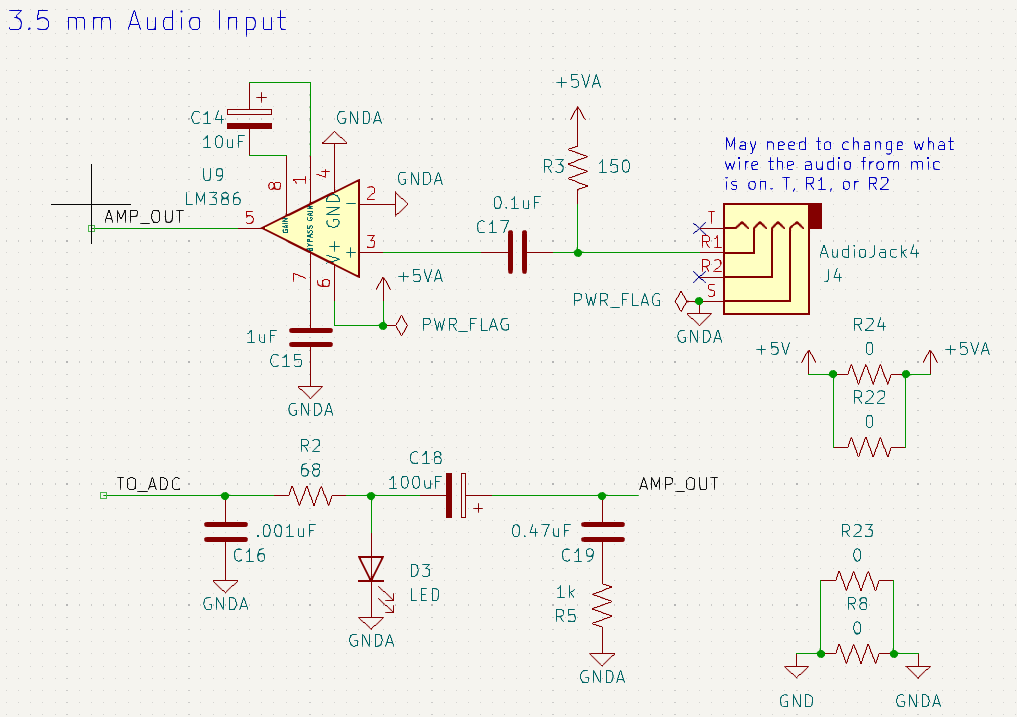 3.5 mm Audio Input
+5VA
C14
+
10uF
GNDA
U9
LM386
8
1
4
GNDA
2
AMP_OUT
5
GAIN
BYPASS GAIN
GND
V+
-
+
3
7
6
+5VA
PWR_FLAG
1uF
C15
GNDA
R3
150
0.1uF
C17
May need to change what
wire the audio from mic
is on. T, R1, or R2
T
R1
R2
S
AudioJack4
J4
PWR_FLAG
GNDA
R24
0
+5V
+5VA
R22
0
TO_ADC
R2
68
C18
100uF
+
AMP_OUT
.001uF
C16
GNDA
D3
LED
GNDA
0.47uF
C19
1k
R5
GNDA
R23
0
R8
0
GND
GNDA